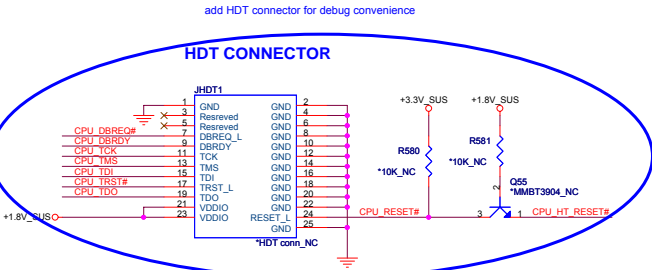 add HDT connector for debug convenience
HDT CONNECTOR
JHDT1
+3.3V_SUS
+1.8V_SUS
1 GND GND 2
3 Resreved GND 4
5 Resreved GND 6
CPU_DBREQ# 7 DBREQ_L GND 8
CPU_DBRDY 9 DBRDY GND 10
CPU_TCK 11 TCK GND 12
CPU_TMS 13 TMS GND 14
CPU_TDI 15 TDI GND 16
CPU_TRST# 17 TRST_L GND 18
CPU_TDO 19 TDO GND 20
21 VDDIO GND 22
+1.8V_SUS 23 VDDIO RESET_L 24
GND 25
*HDT conn_NC
R580
*10K_NC
R581
*10K_NC
Q55
*MMBT3904_NC
2
CPU_RESET# 3 1 CPU_HT_RESET#